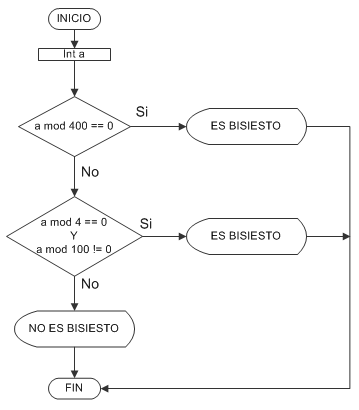 INICIO
Int a
a mod 400 == 0
Si
ES BISIESTO
No
a mod 4 == 0
Y
a mod 100 != 0
Si
ES BISIESTO
No
NO ES BISIESTO
FIN